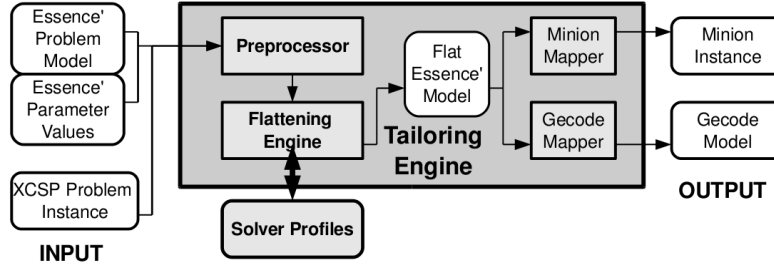 Essence'
Problem
Model
Essence'
Parameter
Values
XCSP Problem
Instance
INPUT
Preprocessor
Flattening
Engine
Solver Profiles
Flat
Essence'
Model
Tailoring
Engine
Minion
Mapper
Gecode
Mapper
Minion
Instance
Gecode
Model
OUTPUT